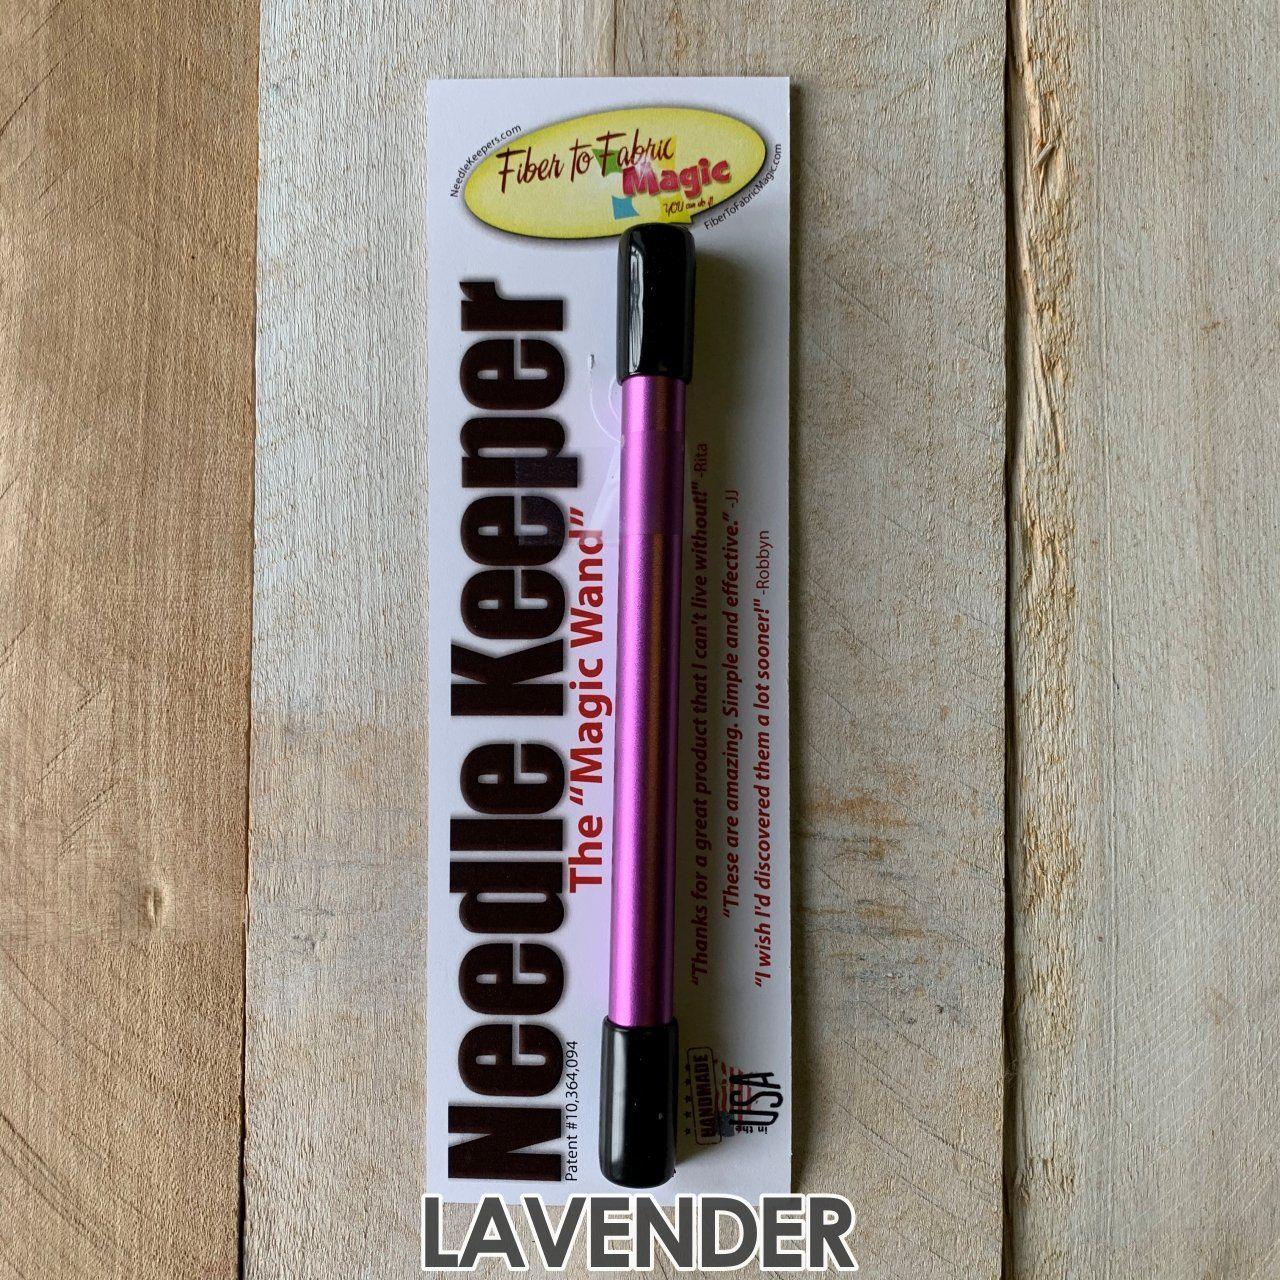 NeedleKeepers.com
Fiber to Fabric
Magic
YOU can do it
FiberToFabricMagic.com
Needle Keeper
The “Magic Wand”
Patent #10,364,094
"Thanks for a great product that I can't live without!" -Rita
"These are amazing. Simple and effective." -JJ
"I wish I'd discovered them a lot sooner!" -Robbyn
HANDMADE
in the
USA
LAVENDER